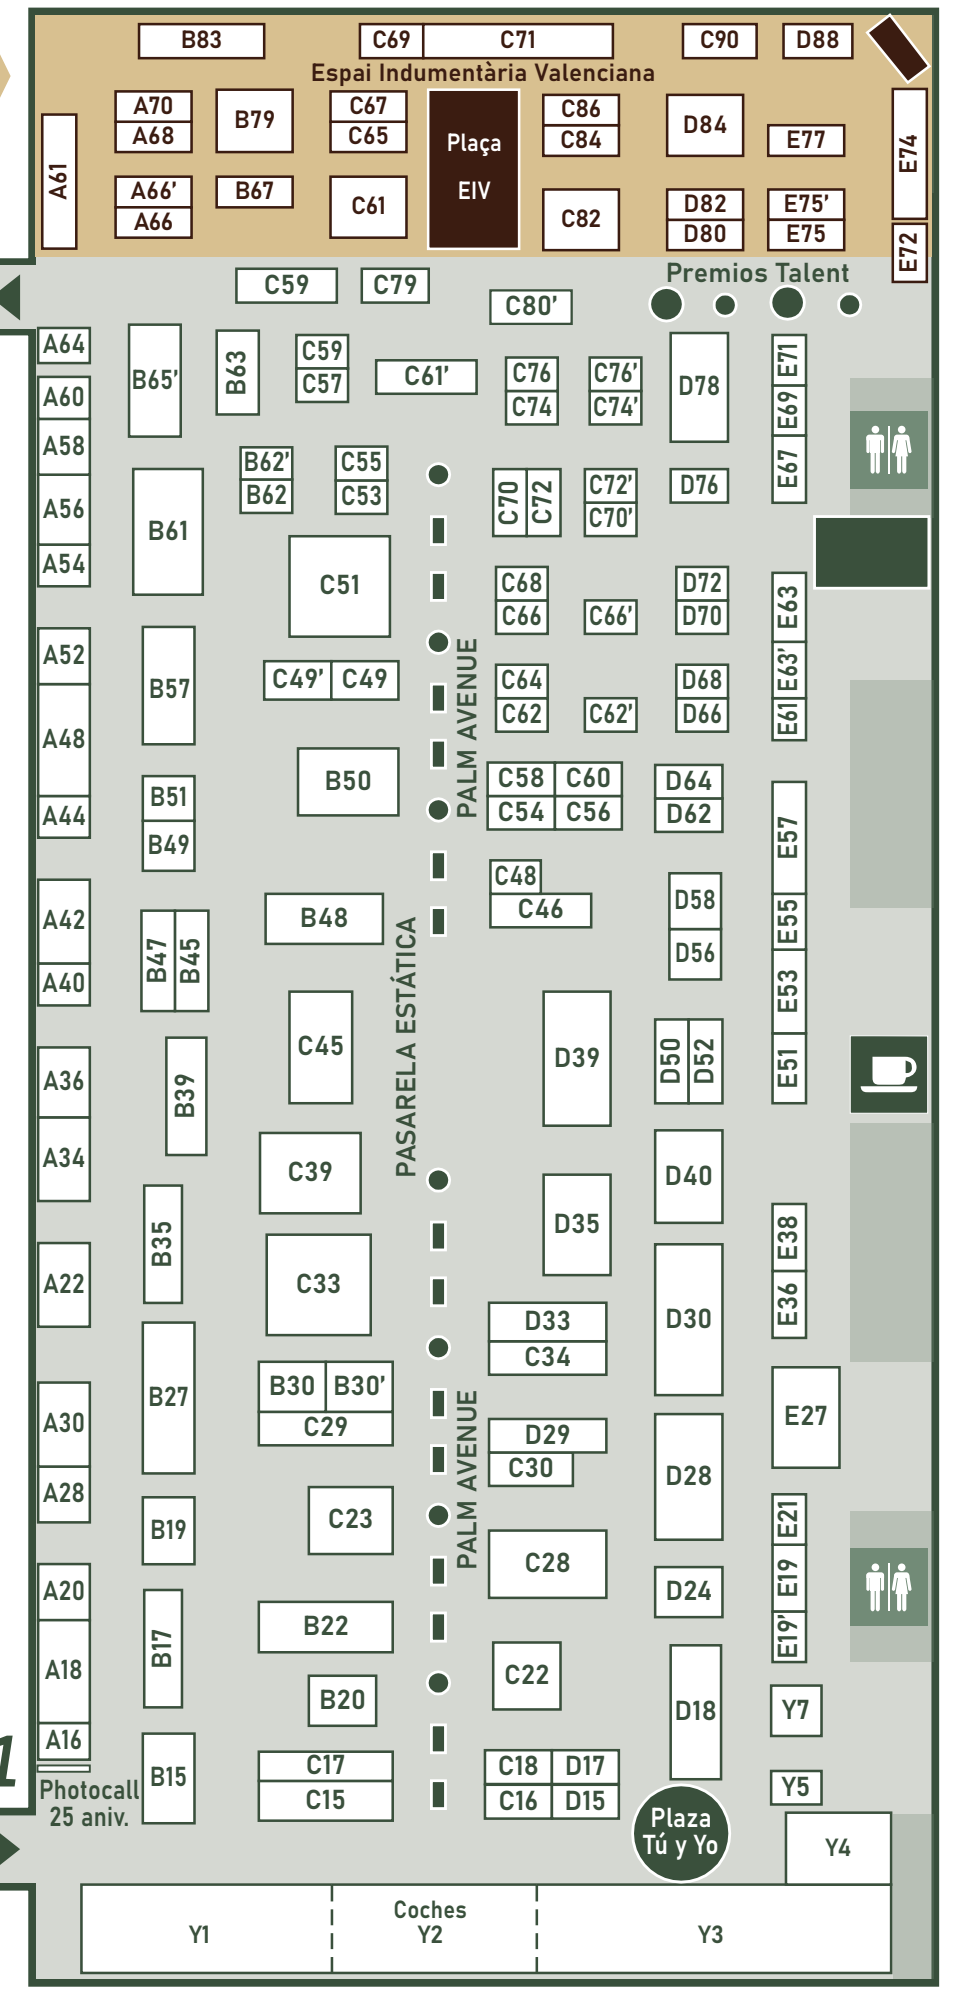 B83
C69
C71
C90
D88
Espai Indumentària Valenciana
A70
A68
B79
C67
C65
Plaça
EIV
C86
C84
D84
E77
E74
A61
A66'
A66
B67
C61
C82
D82
D80
E75'
E75
E72
Premios Talent
C59
C79
C80'
A64
B65'
B63
C59
C57
C61'
C76
C74
C76'
C74'
D78
E71
E69
E67
A60
A58
A56
A54
B62'
B62
C55
C53
B61
C70
C72
C72'
C70'
D76
C51
C68
C66
C66'
D72
D70
E63
E63'
E61
A52
A48
A44
B57
C49'
C49
PALM AVENUE
C64
C62
C62'
D68
D66
B51
B49
B50
C58
C60
C54
C56
D64
D62
E57
E55
E53
E51
A42
A40
B47
B45
B48
C48
C46
D58
D56
PASARELA ESTÁTICA
C45
D39
D50
D52
A36
A34
B39
C39
D40
D35
B35
A22
C33
D30
E38
E36
D33
C34
B27
B30
B30'
C29
A30
A28
PALM AVENUE
D29
C30
D28
E27
B19
C23
C28
E21
E19
E19'
A20
A18
A16
D24
B17
B22
B20
C22
D18
Y7
1
Photocall
25 aniv.
B15
C17
C15
C18
D17
C16
D15
Y5
Plaza
Tú y Yo
Y4
Y1
Coches
Y2
Y3